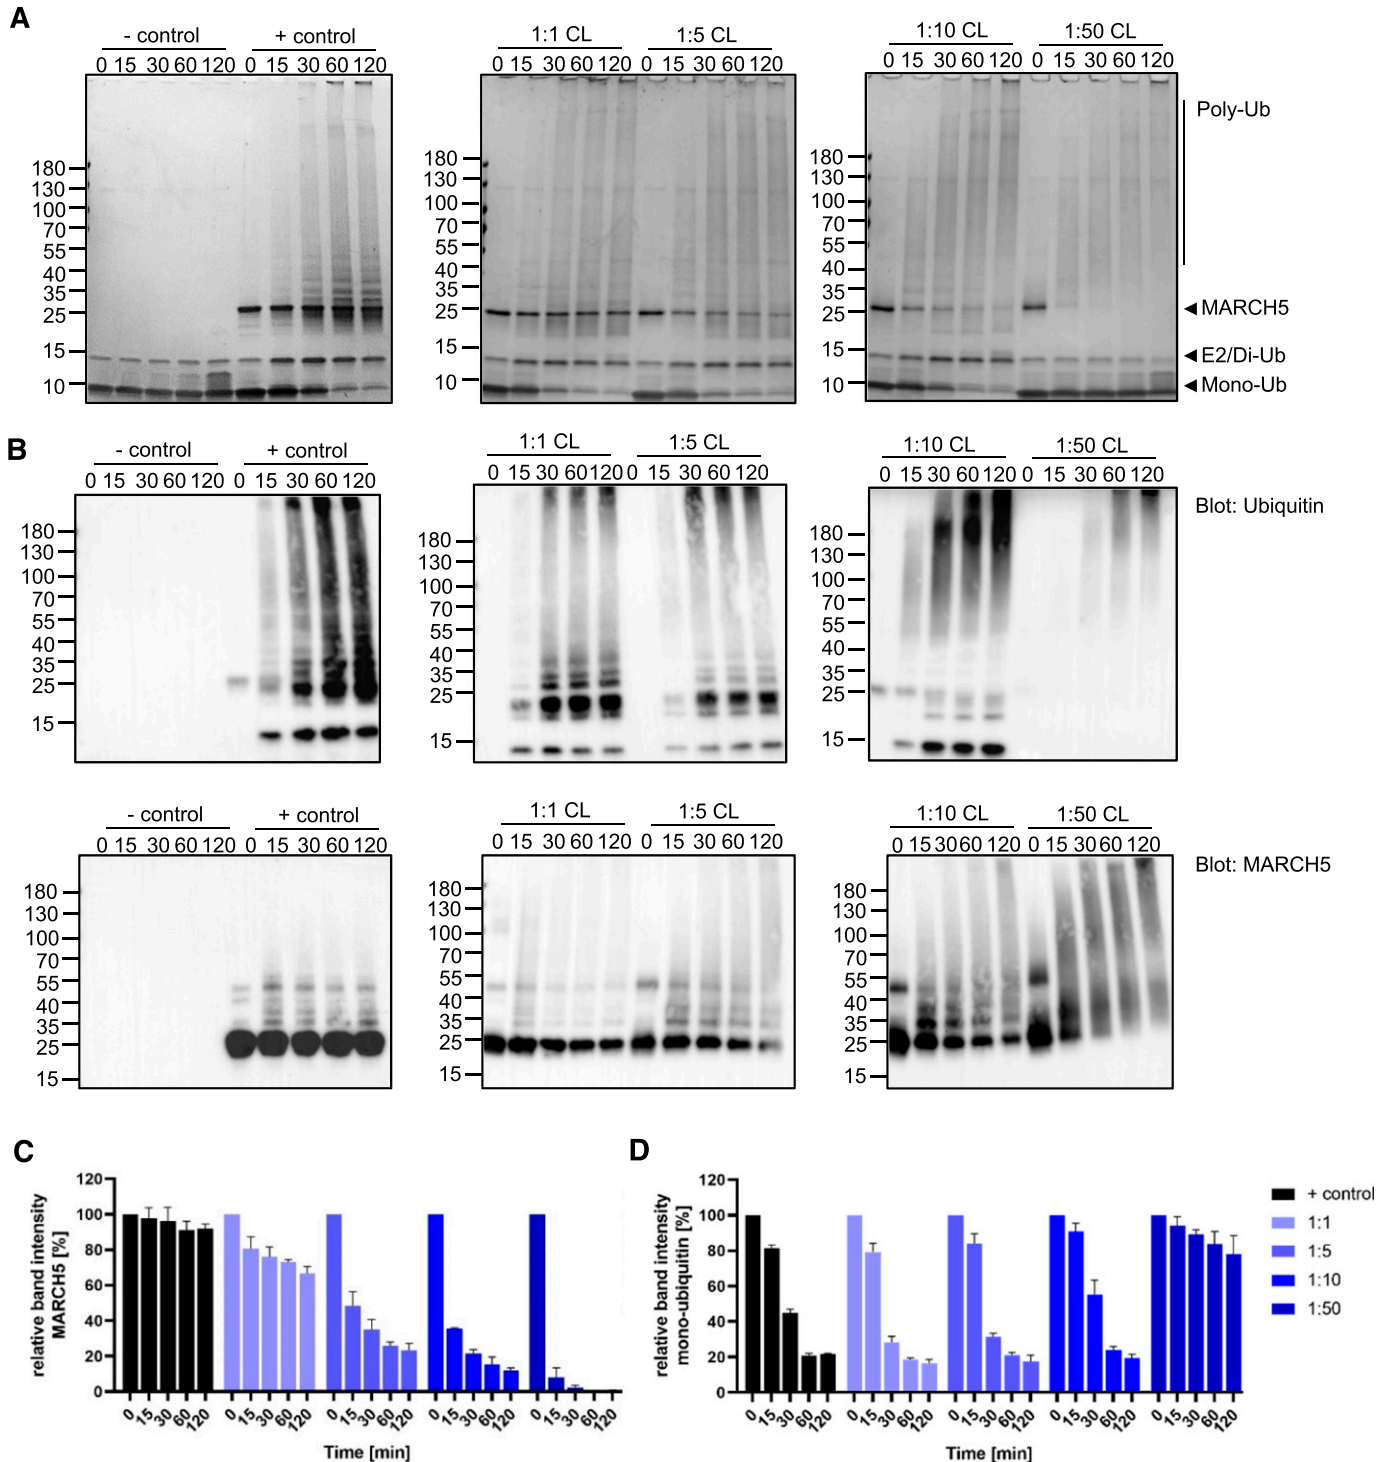 A
- control + control
0 15 30 60 120 0 15 30 60 120
180
130
100
70
55
40
35
25
15
10
1:1 CL 1:5 CL
0 15 30 60 120 0 15 30 60 120
180
130
100
70
55
40
35
25
15
10
1:10 CL 1:50 CL
0 15 30 60 120 0 15 30 60 120
180
130
100
70
55
40
35
25
15
10
Poly-Ub
MARCH5
E2/Di-Ub
Mono-Ub
B
- control + control
0 15 30 60 120 0 15 30 60 120
180
130
100
70
55
40
35
25
15
1:1 CL 1:5 CL
0 15 30 60 120 0 15 30 60 120
180
130
100
70
55
40
35
25
15
1:10 CL 1:50 CL
0 15 30 60 120 0 15 30 60 120
180
130
100
70
55
40
35
25
15
Blot: Ubiquitin
- control + control
0 15 30 60 120 0 15 30 60 120
180
130
100
70
55
40
35
25
15
1:1 CL 1:5 CL
0 15 30 60 120 0 15 30 60 120
180
130
100
70
55
40
35
25
15
1:10 CL 1:50 CL
0 15 30 60 120 0 15 30 60 120
180
130
100
70
55
40
35
25
15
Blot: MARCH5
C
relative band intensity
MARCH5 [%]
120
100
80
60
40
20
0
0 15 30 60 120 0 15 30 60 120 0 15 30 60 120 0 15 30 60 120 0 15 30 60 120
Time [min]
D
relative band intensity
mono-ubiquitin [%]
120
100
80
60
40
20
0
0 15 30 60 120 0 15 30 60 120 0 15 30 60 120 0 15 30 60 120 0 15 30 60 120
Time [min]
+ control
1:1
1:5
1:10
1:50